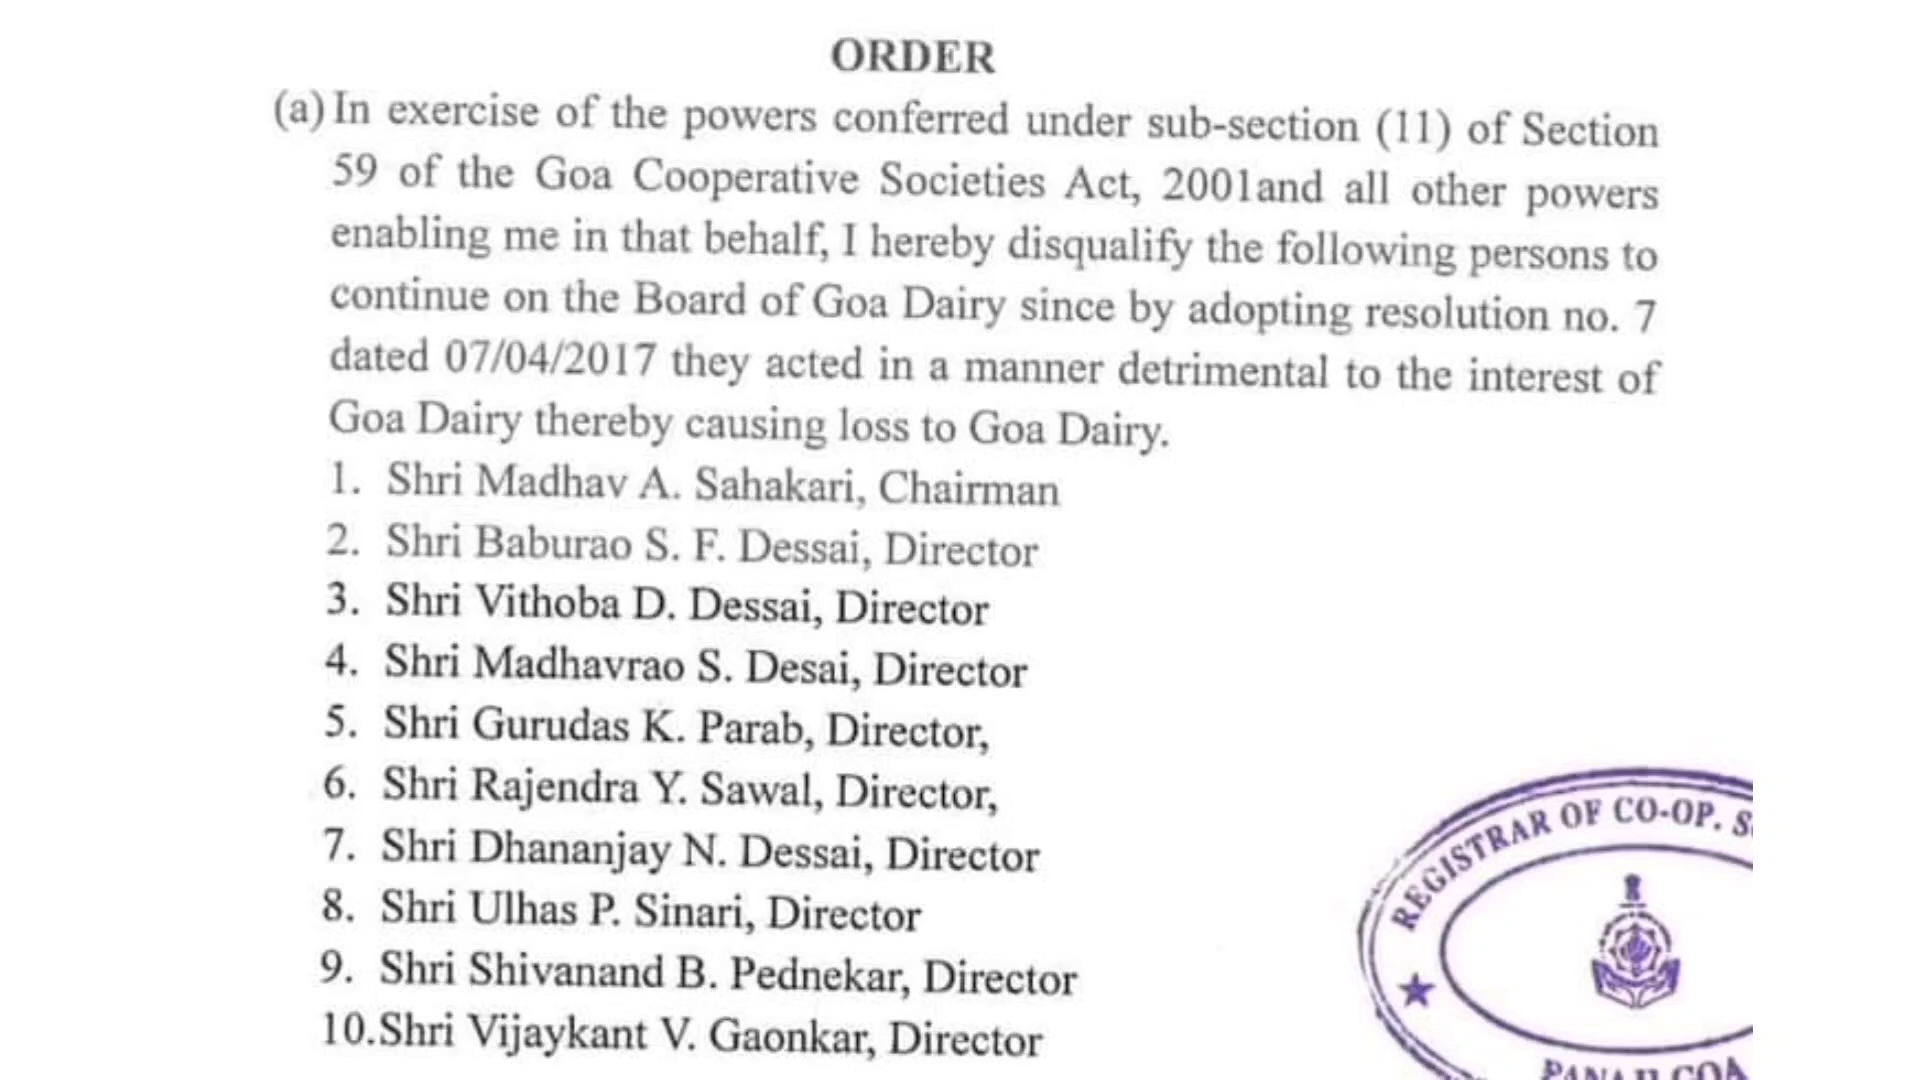 ORDER
(a) In exercise of the powers conferred under sub-section (11) of Section
59 of the Goa Cooperative Societies Act, 2001and all other powers
enabling me in that behalf, I hereby disqualify the following persons to
continue on the Board of Goa Dairy since by adopting resolution no. 7
dated 07/04/2017 they acted in a manner detrimental to the interest of
Goa Dairy thereby causing loss to Goa Dairy.
1. Shri Madhav A. Sahakari, Chairman
2. Shri Baburao S. F. Dessai, Director
3. Shri Vithoba D. Dessai, Director
4. Shri Madhavrao S. Desai, Director
5. Shri Gurudas K. Parab, Director,
6. Shri Rajendra Y. Sawal, Director,
7. Shri Dhananjay N. Dessai, Director
8. Shri Ulhas P. Sinari, Director
9. Shri Shivanand B. Pednekar, Director
10.Shri Vijaykant V. Gaonkar, Director
REGISTRAR OF CO-OP. S
PANAJI GOA